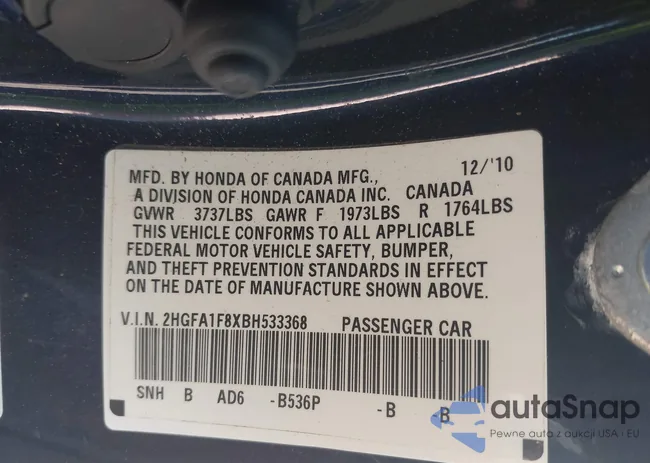 MFD. BY HONDA OF CANADA MFG., 12/'10
A DIVISION OF HONDA CANADA INC. CANADA
GVWR 3737LBS GAWR F 1973LBS R 1764LBS
THIS VEHICLE CONFORMS TO ALL APPLICABLE
FEDERAL MOTOR VEHICLE SAFETY, BUMPER,
AND THEFT PREVENTION STANDARDS IN EFFECT
ON THE DATE OF MANUFACTURE SHOWN ABOVE.
V.I.N. 2HGFA1F8XBH533368 PASSENGER CAR
SNH B AD6 -B536P -B -B
autoSnap
Pewne auto z aukcji USA i EU